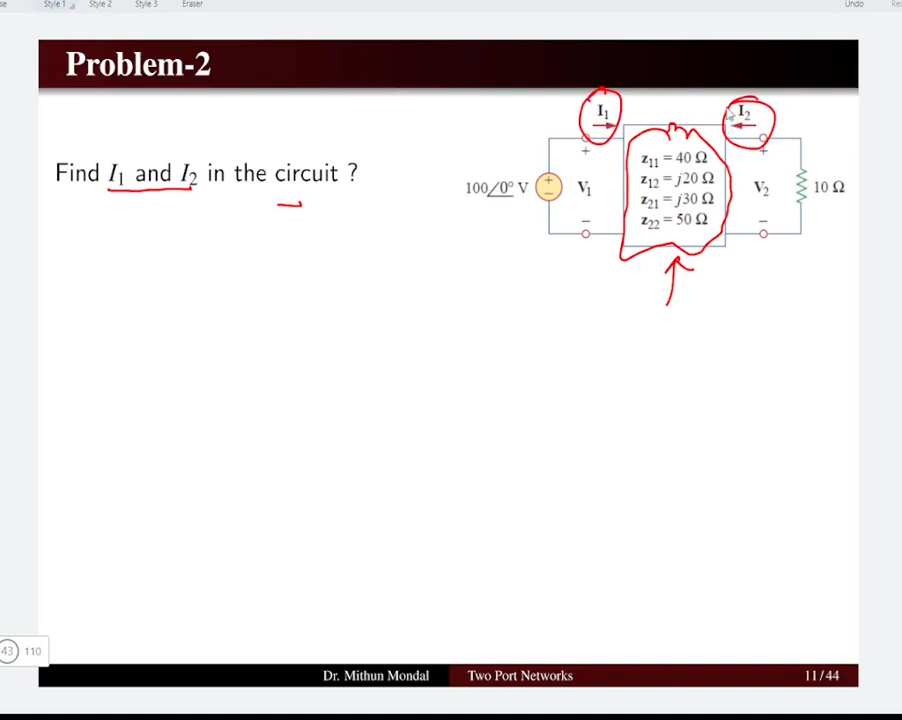 Style 1
Style 2
Style 3
Eraser
Undo
Problem-2
Find I₁ and I₂ in the circuit ?
I₁
I₂
100/0° V
+
−
+
V₁
−
z₁₁ = 40 Ω
z₁₂ = j20 Ω
z₂₁ = j30 Ω
z₂₂ = 50 Ω
+
V₂
−
10 Ω
43 110
Dr. Mithun Mondal
Two Port Networks
11/44